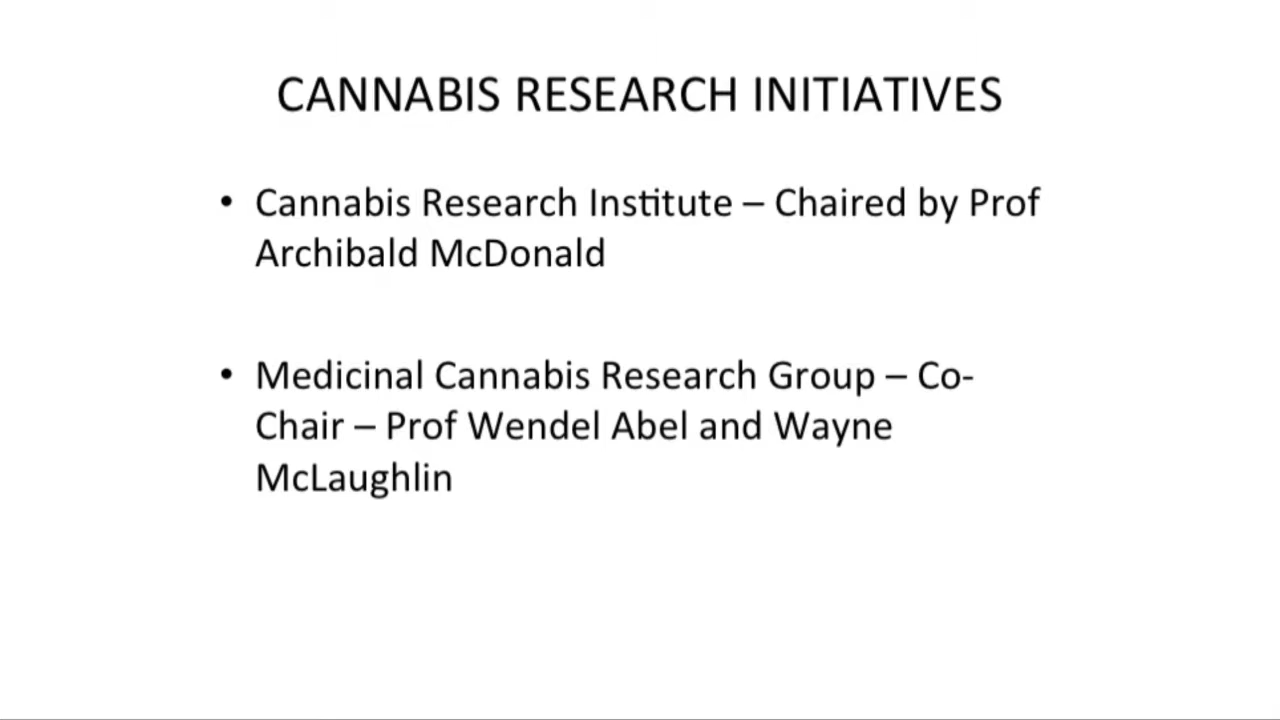 CANNABIS RESEARCH INITIATIVES
• Cannabis Research Institute – Chaired by Prof
Archibald McDonald
• Medicinal Cannabis Research Group – Co-
Chair – Prof Wendel Abel and Wayne
McLaughlin